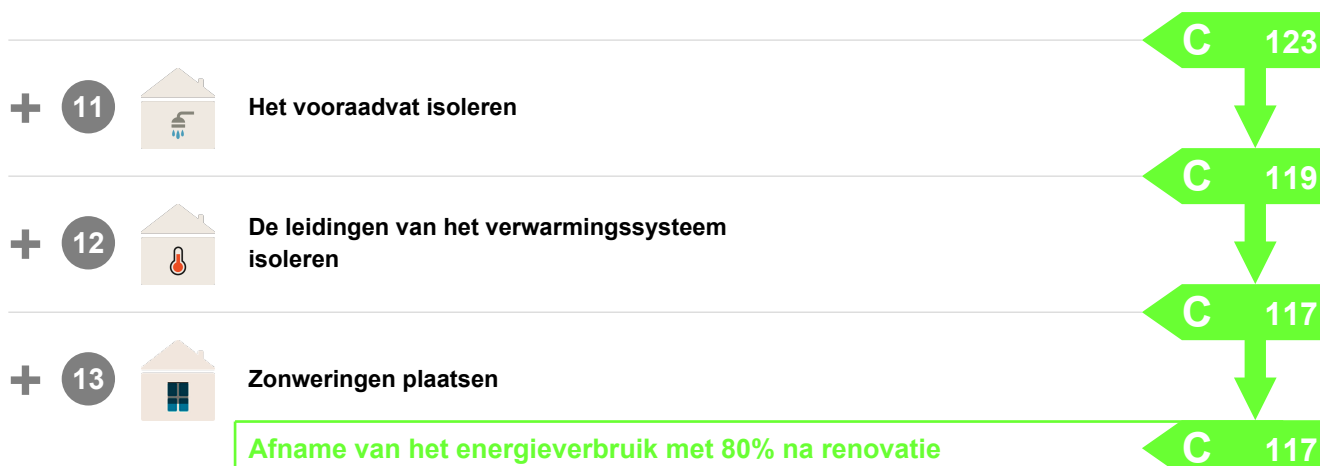 C 123
+ 11 Het vooraadvat isoleren
C 119
+ 12 De leidingen van het verwarmingssysteem
isoleren
C 117
+ 13 Zonweringen plaatsen
Afname van het energieverbruik met 80% na renovatie C 117